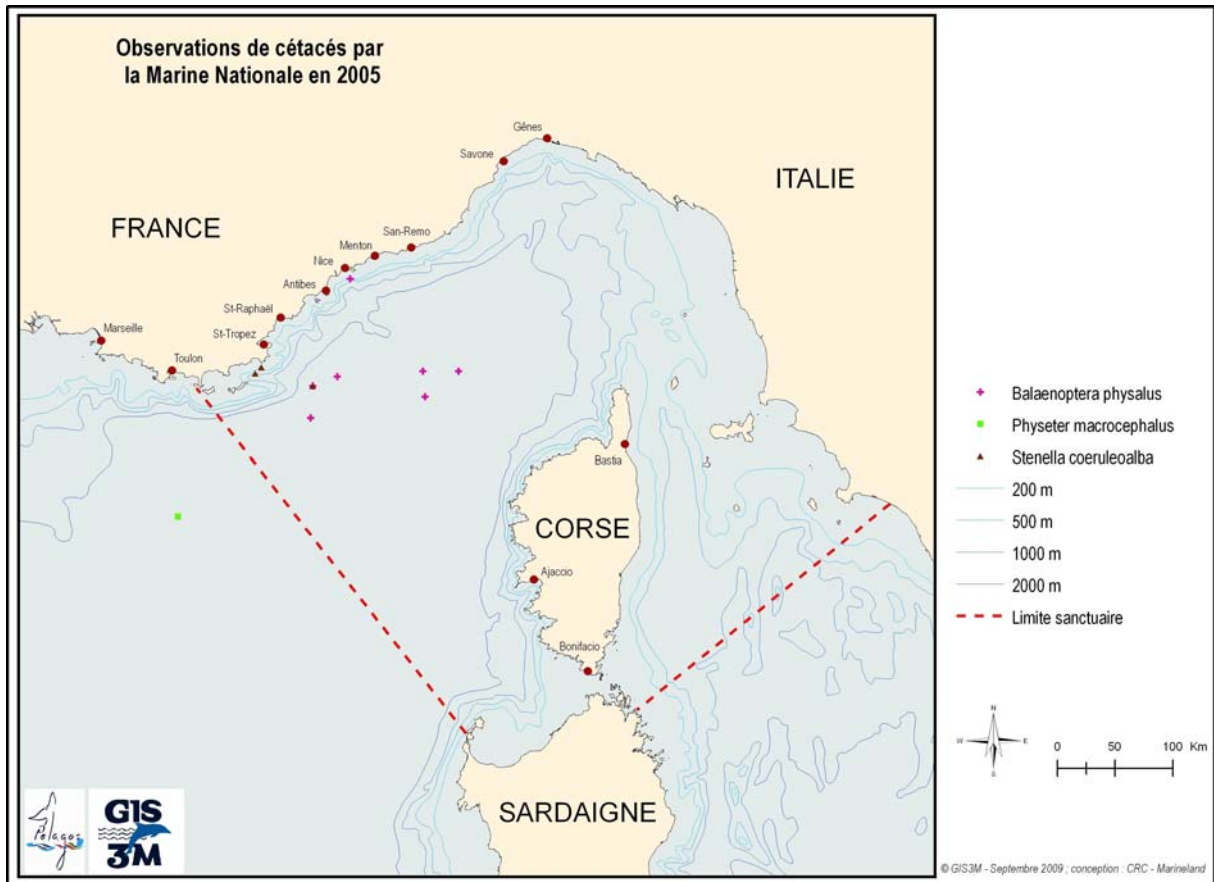 Observations de cétacés par
la Marine Nationale en 2005
Gênes
Savone
ITALIE
FRANCE
San-Remo
Menton
Nice
Antibes
St-Raphaël
St-Tropez
Marseille
Toulon
Bastia
CORSE
Ajaccio
Bonifacio
SARDAIGNE
Balaenoptera physalus
Physeter macrocephalus
Stenella coeruleoalba
200 m
500 m
1000 m
2000 m
Limite sanctuaire
N
W E
S
0 50 100 Km
Pelagos
GIS
3M
© GIS3M - Septembre 2009 ; conception : CRC - Marineland